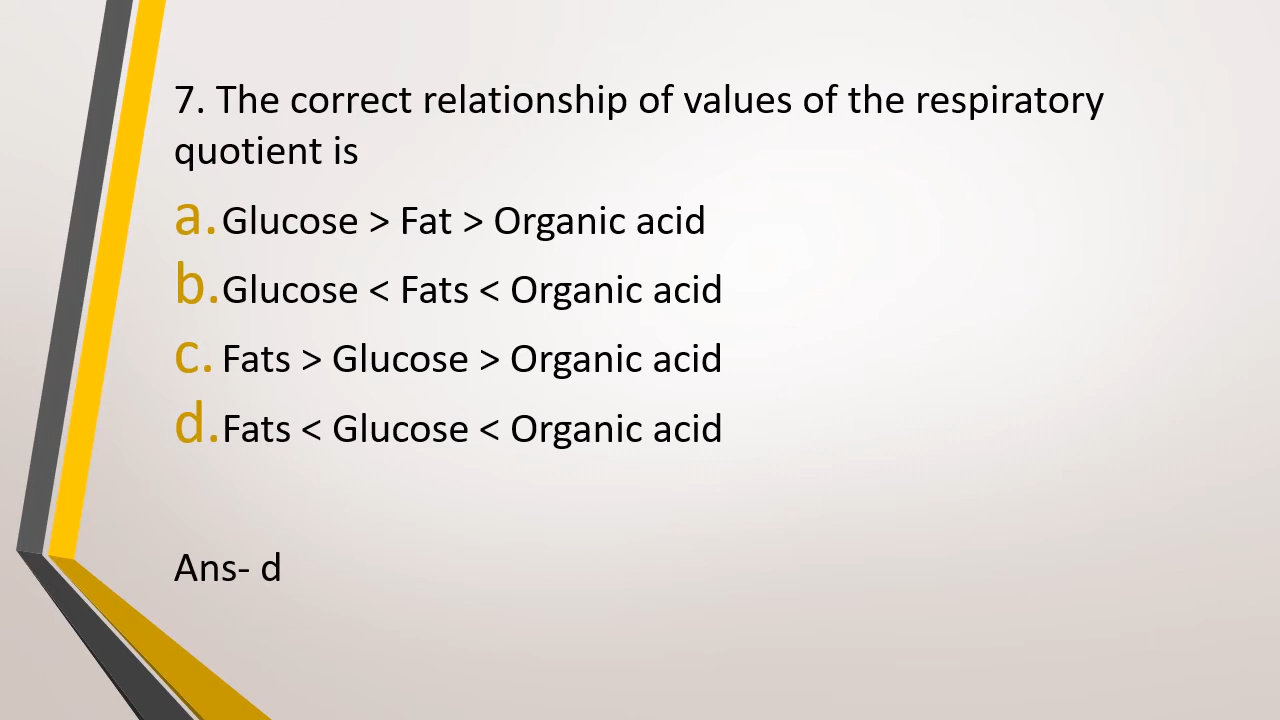 7. The correct relationship of values of the respiratory
quotient is
a. Glucose > Fat > Organic acid
b. Glucose < Fats < Organic acid
c. Fats > Glucose > Organic acid
d. Fats < Glucose < Organic acid
Ans- d